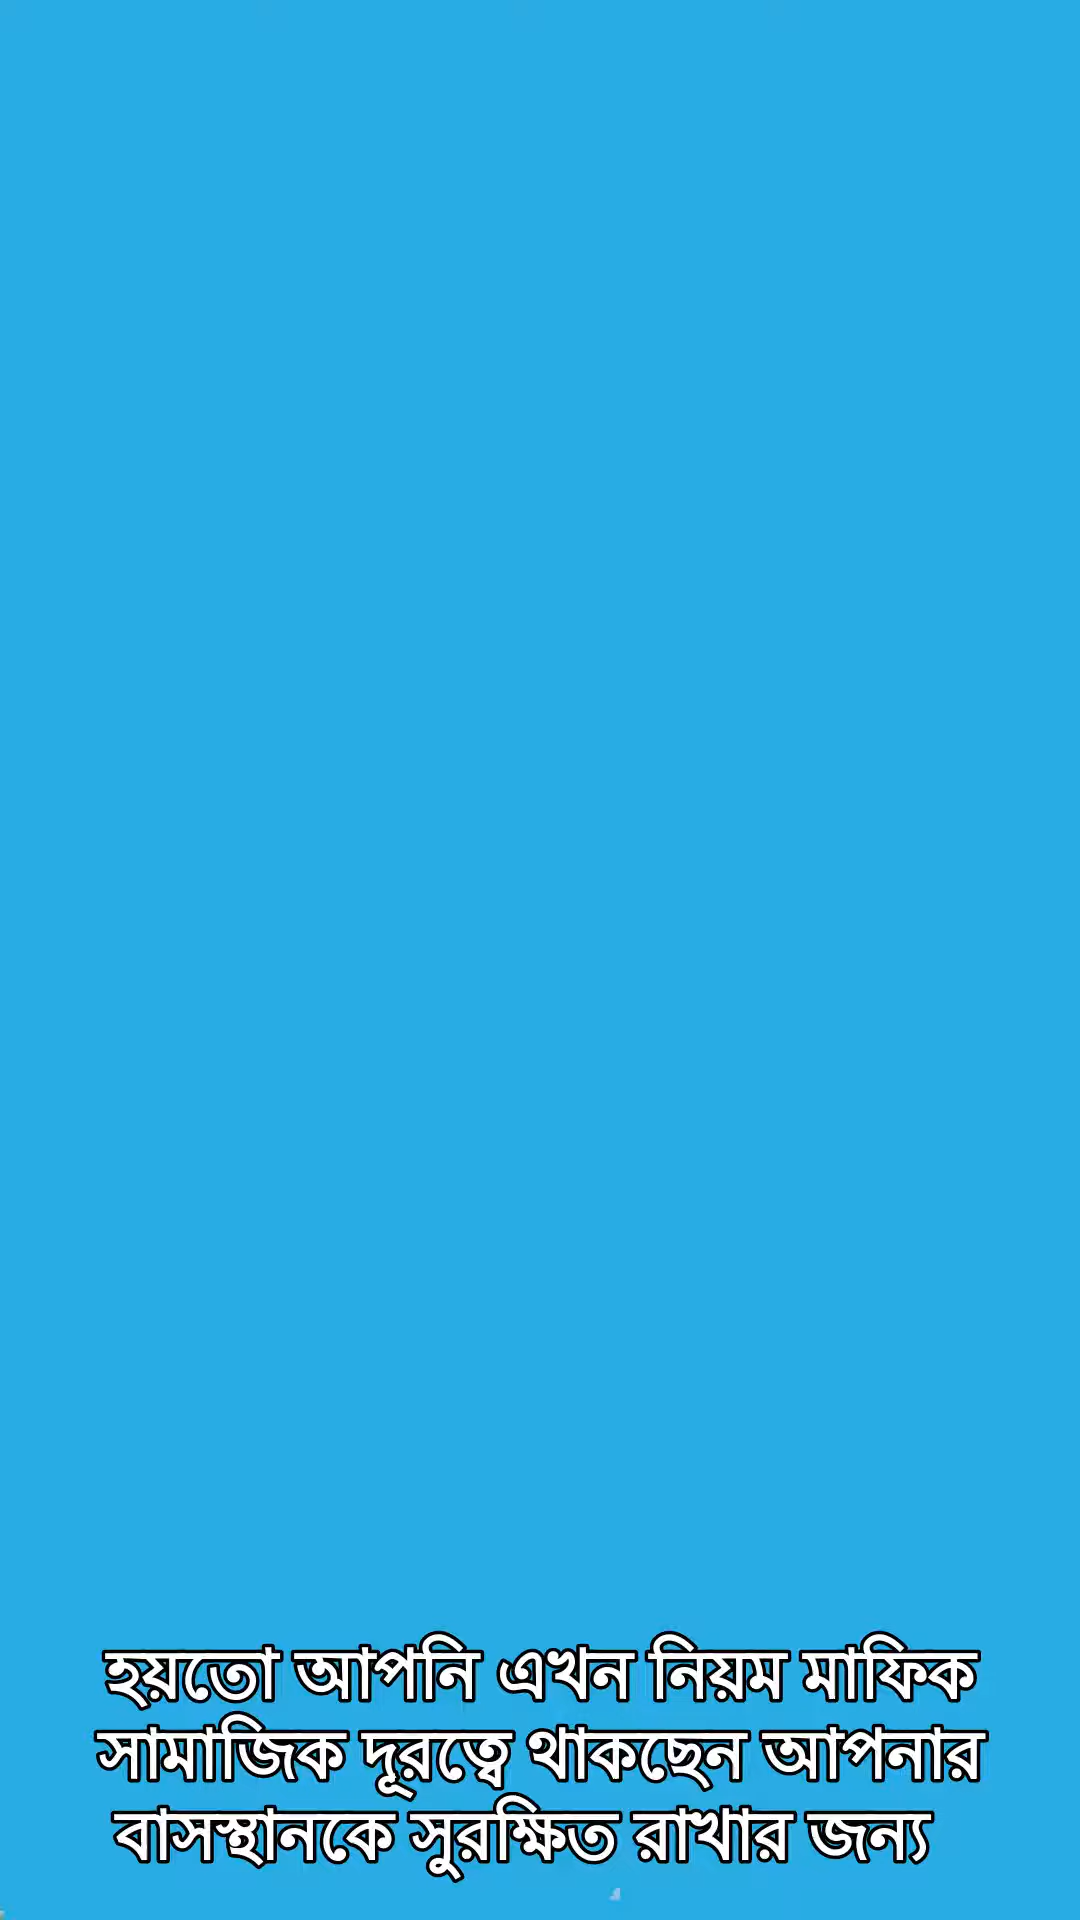 হয়তো আপনি এখন নিয়ম মাফিক
সামাজিক দূরত্বে থাকছেন আপনার
বাসস্থানকে সুরক্ষিত রাখার জন্য